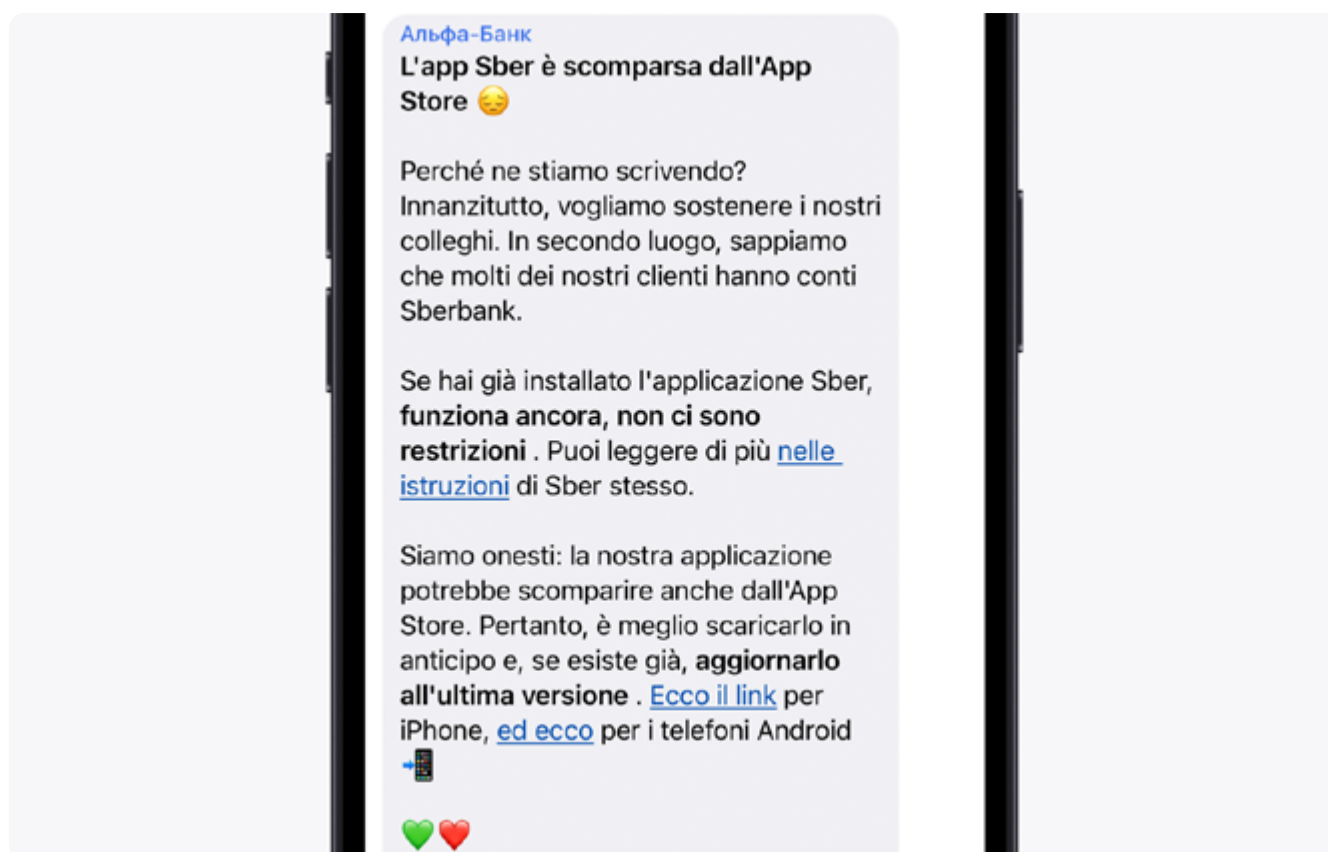 Альфа-Банк
L'app Sber è scomparsa dall'App
Store 😔
Perché ne stiamo scrivendo?
Innanzitutto, vogliamo sostenere i nostri
colleghi. In secondo luogo, sappiamo
che molti dei nostri clienti hanno conti
Sberbank.
Se hai già installato l'applicazione Sber,
funziona ancora, non ci sono
restrizioni . Puoi leggere di più nelle
istruzioni di Sber stesso.
Siamo onesti: la nostra applicazione
potrebbe scomparire anche dall'App
Store. Pertanto, è meglio scaricarlo in
anticipo e, se esiste già, aggiornarlo
all'ultima versione . Ecco il link per
iPhone, ed ecco per i telefoni Android
📲
💚❤️